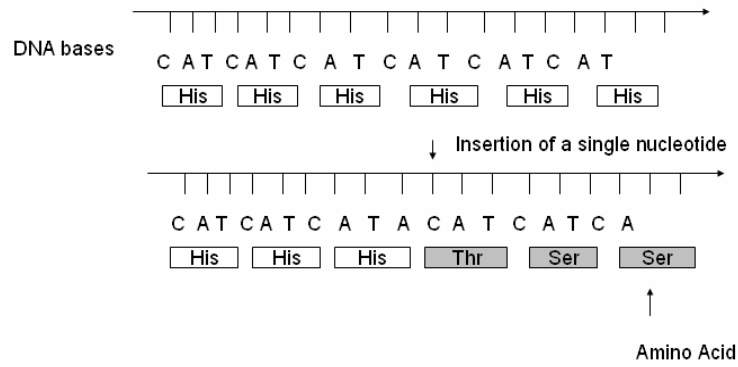 DNA bases
C A T C A T C A T C A T C A T C A T
His His His His His His
Insertion of a single nucleotide
C A T C A T C A T A C A T C A T C A
His His His Thr Ser Ser
Amino Acid